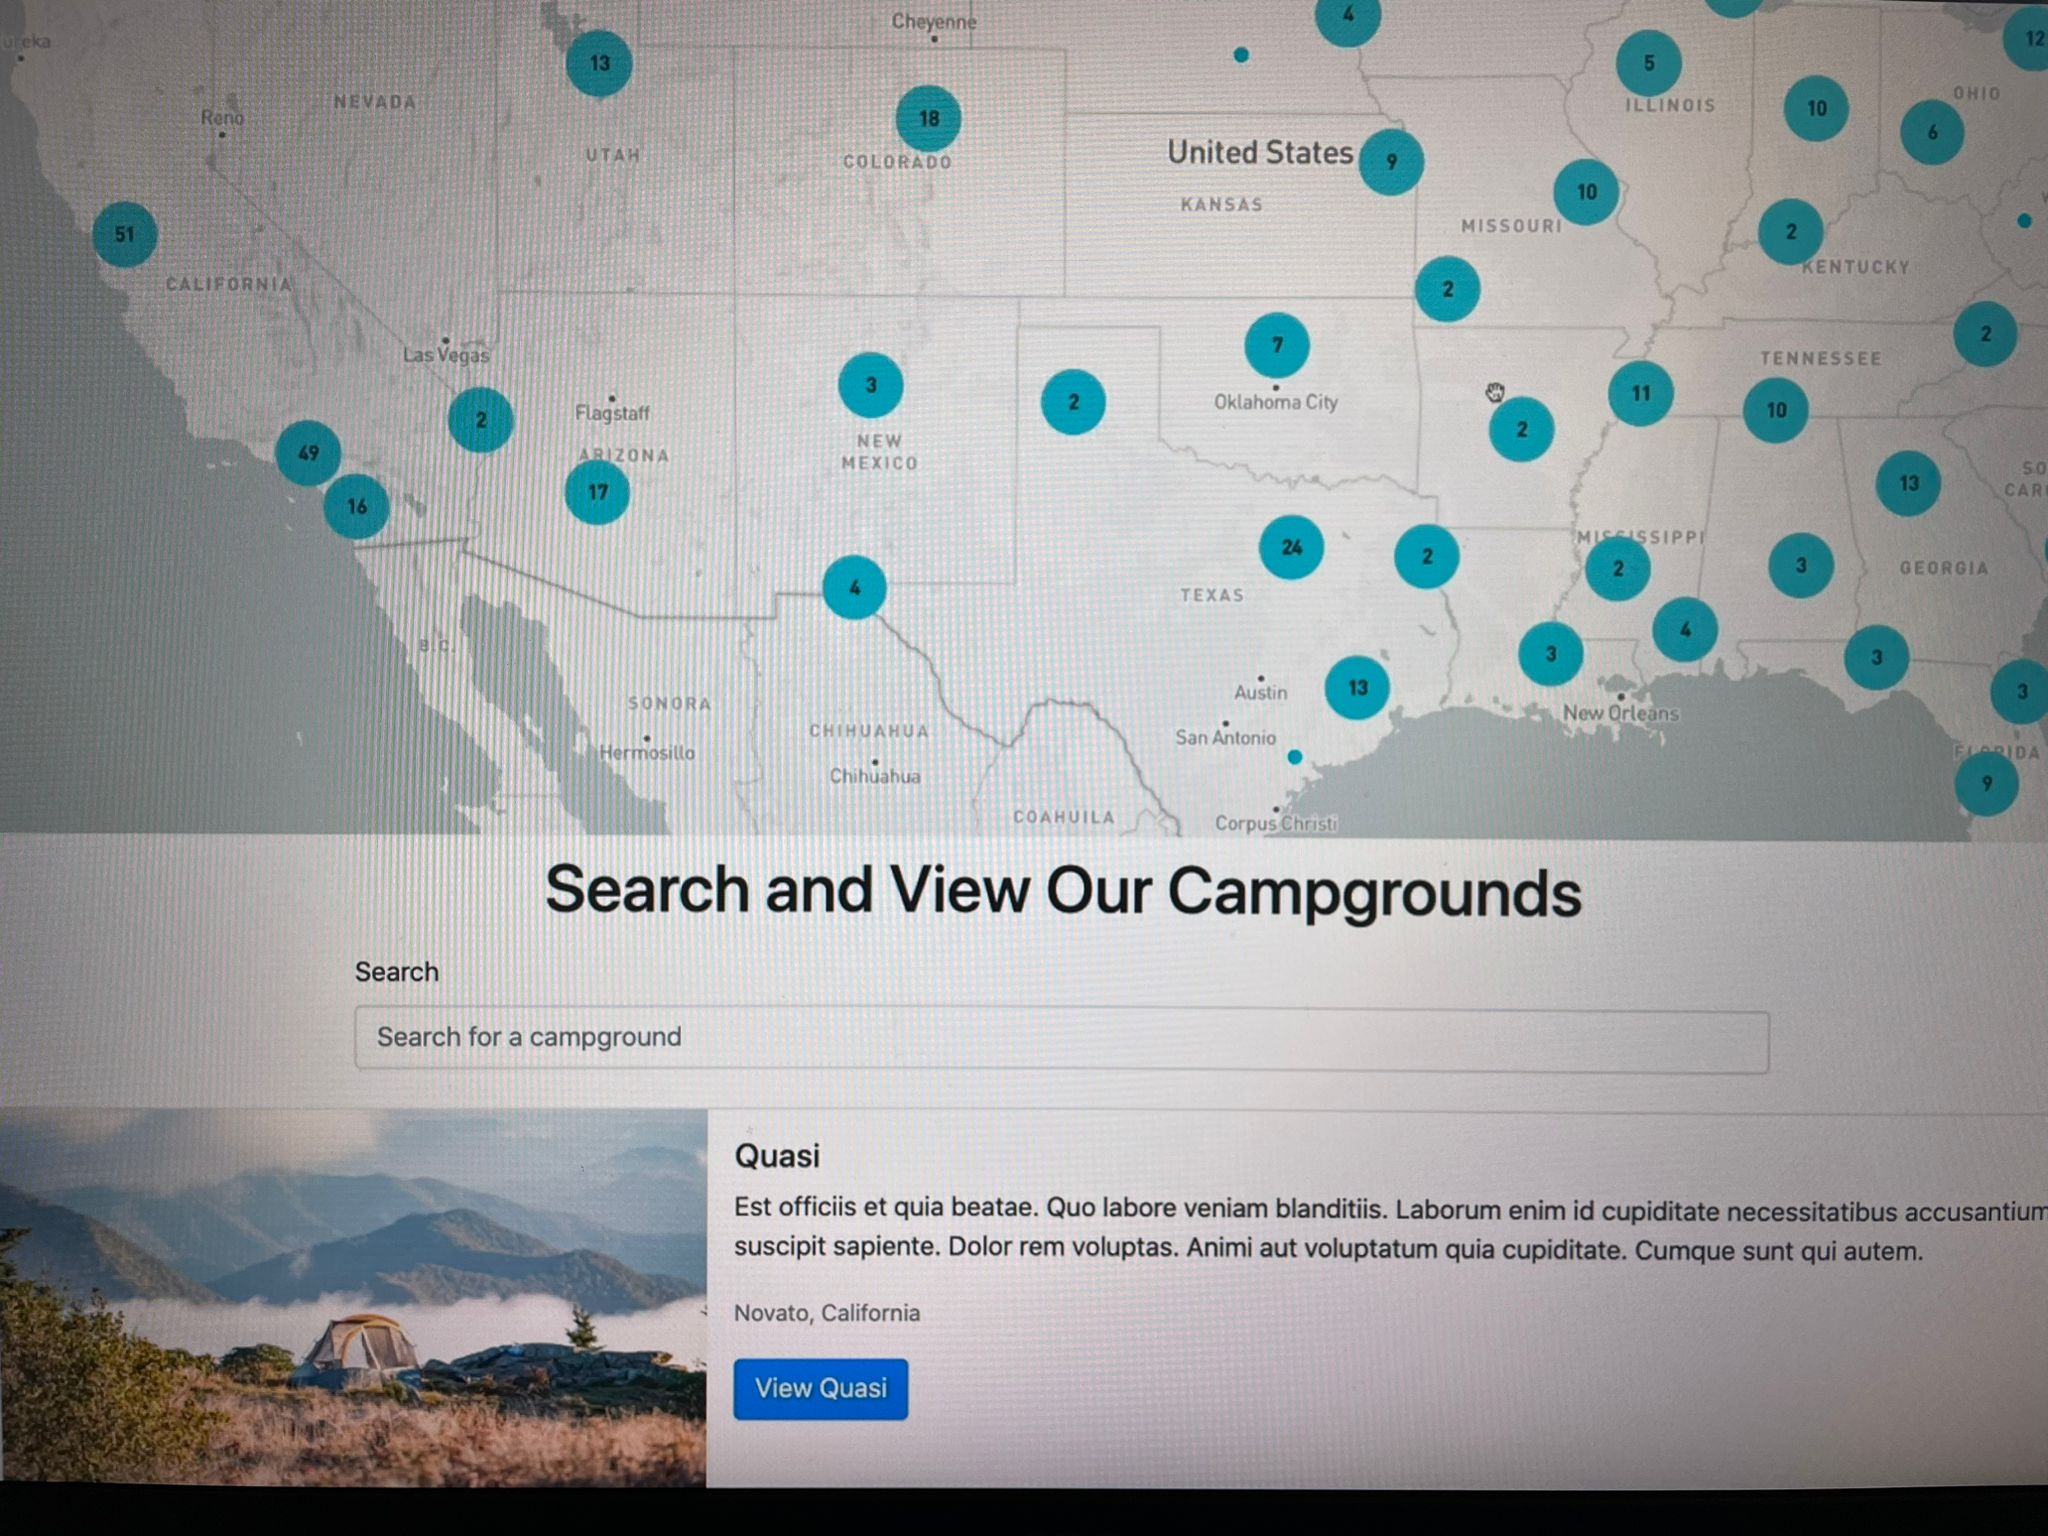 Cheyenne
4
12
13
5
NEVADA
Reno
18
ILLINOIS
10
OHIO
6
UTAH
COLORADO
United States
9
KANSAS
10
MISSOURI
51
2
KENTUCKY
CALIFORNIA
2
Las Vegas
7
2
TENNESSEE
2
Flagstaff
3
2
Oklahoma City
2
11
10
49
ARIZONA
NEW
MEXICO
16
17
13
24
2
MISSISSIPPI
2
3
GEORGIA
4
TEXAS
B.C.
3
4
3
13
3
SONORA
Austin
New Orleans
CHIHUAHUA
San Antonio
Hermosillo
Chihuahua
FLORIDA
9
COAHUILA
Corpus Christi
Search and View Our Campgrounds
Search
Search for a campground
Quasi
Est officiis et quia beatae. Quo labore veniam blanditiis. Laborum enim id cupiditate necessitatibus accusantium
suscipit sapiente. Dolor rem voluptas. Animi aut voluptatum quia cupiditate. Cumque sunt qui autem.
Novato, California
View Quasi